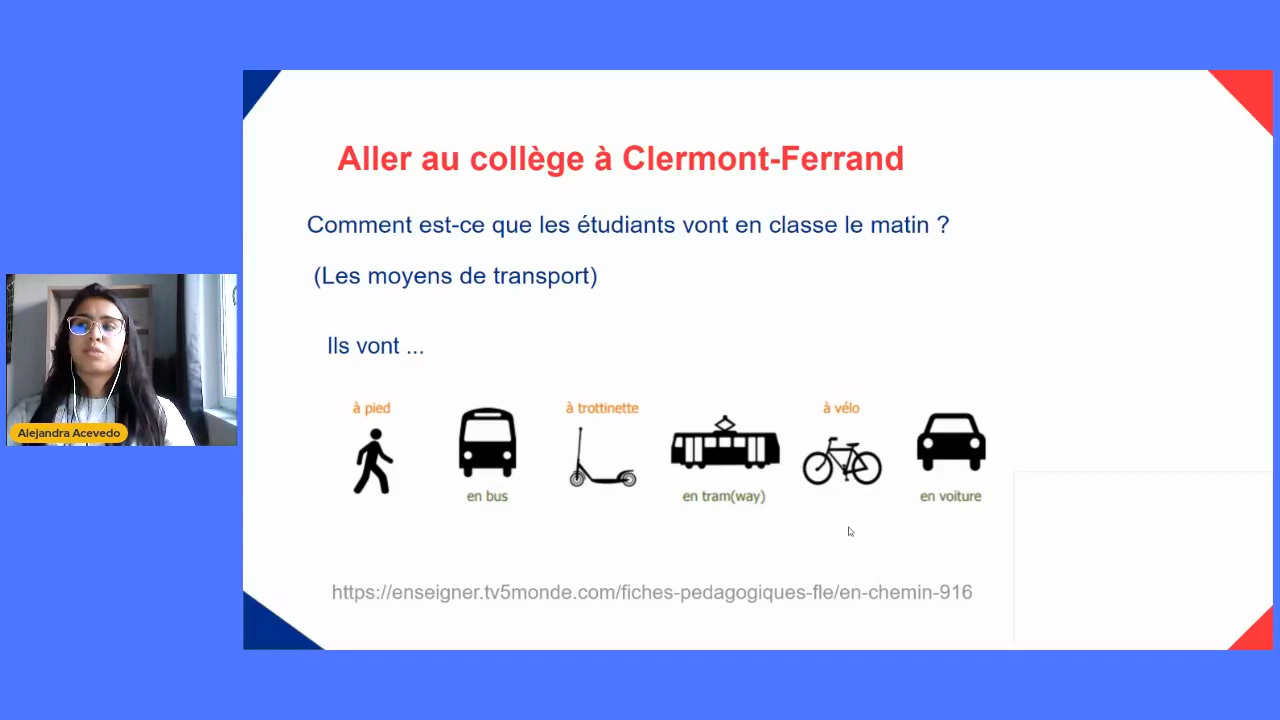 Aller au collège à Clermont-Ferrand
Comment est-ce que les étudiants vont en classe le matin ?
(Les moyens de transport)
Ils vont ...
à pied
à trottinette
à vélo
en bus
en tram(way)
en voiture
Alejandra Acevedo
https://enseigner.tv5monde.com/fiches-pedagogiques-fle/en-chemin-916